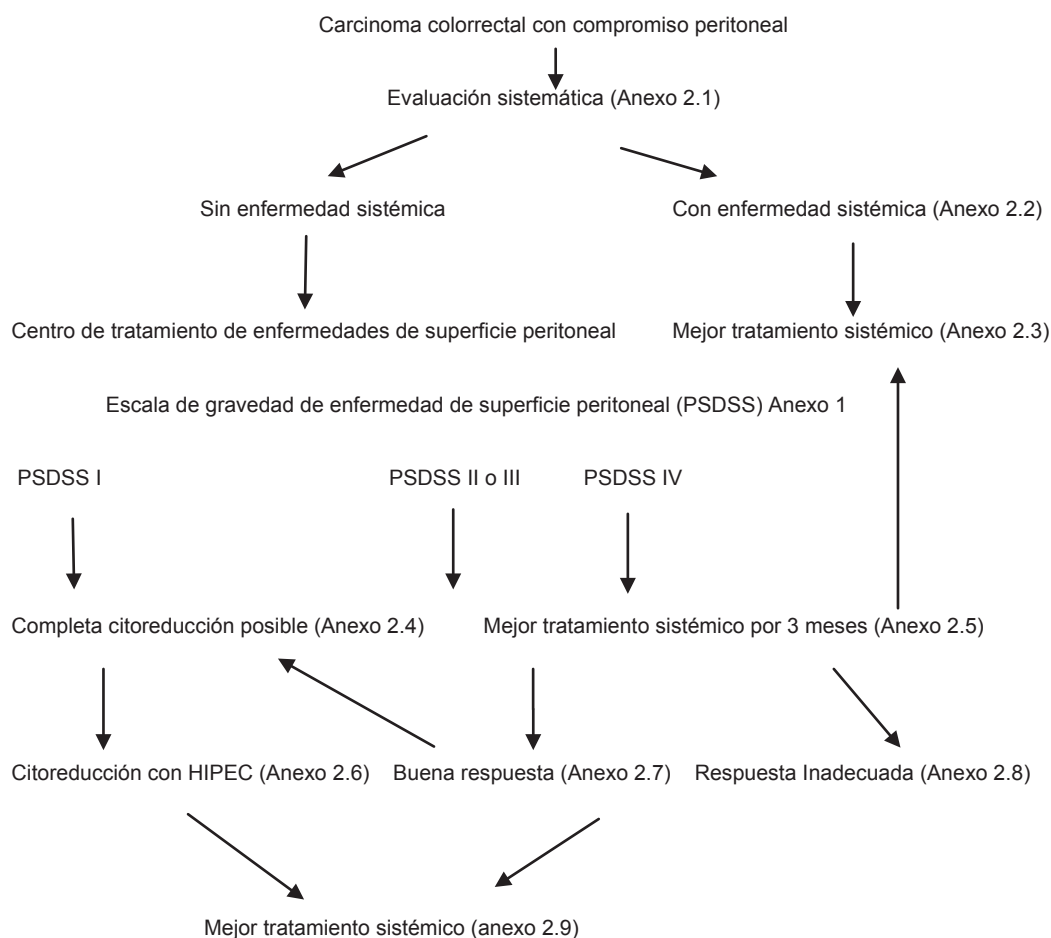 Carcinoma colorrectal con compromiso peritoneal
Evaluación sistemática (Anexo 2.1)
Sin enfermedad sistémica
Con enfermedad sistémica (Anexo 2.2)
Centro de tratamiento de enfermedades de superficie peritoneal
Mejor tratamiento sistémico (Anexo 2.3)
Escala de gravedad de enfermedad de superficie peritoneal (PSDSS) Anexo 1
PSDSS I
PSDSS II o III
PSDSS IV
Completa citoreducción posible (Anexo 2.4)
Mejor tratamiento sistémico por 3 meses (Anexo 2.5)
Citoreducción con HIPEC (Anexo 2.6)
Buena respuesta (Anexo 2.7)
Respuesta Inadecuada (Anexo 2.8)
Mejor tratamiento sistémico (anexo 2.9)